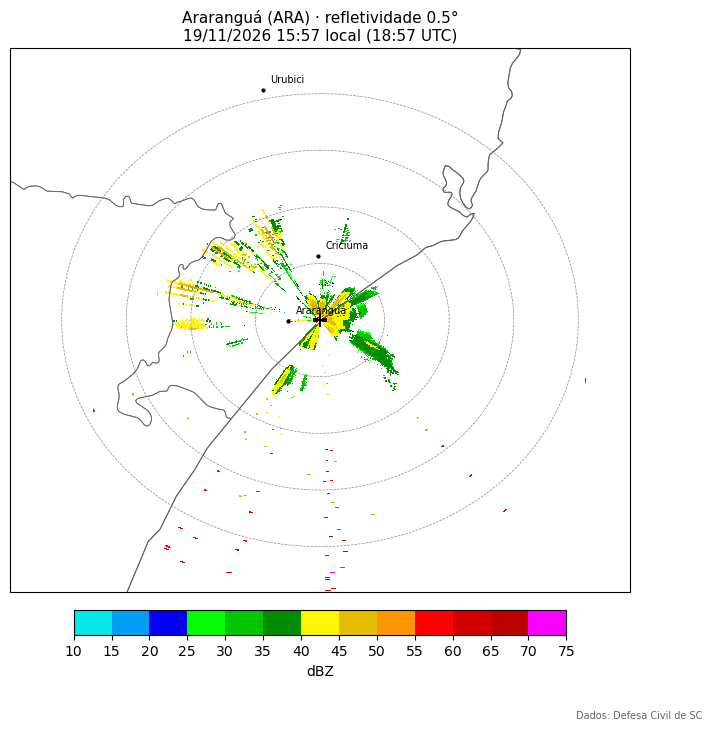 Araranguá (ARA) · refletividade 0.5°
19/11/2026 15:57 local (18:57 UTC)
Urubici
Criciúma
Araranguá
10 15 20 25 30 35 40 45 50 55 60 65 70 75
dBZ
Dados: Defesa Civil de SC